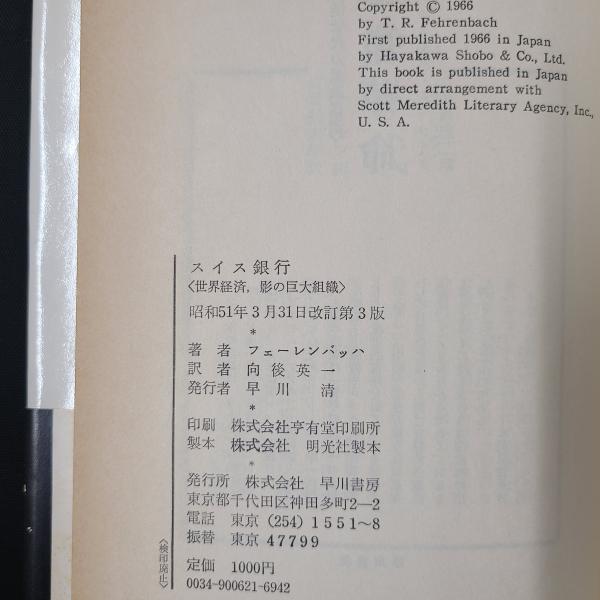 Copyright © 1966
by T. R. Fehrenbach
First published 1966 in Japan
by Hayakawa Shobo & Co., Ltd.
This book is published in Japan
by direct arrangement with
Scott Meredith Literary Agency, Inc.,
U. S. A.
スイス銀行
〈世界経済，影の巨大組織〉
昭和51年3月31日改訂第3版
*
著者 フェーレンバッハ
訳者 向後英一
発行者 早川 清
*
印刷 株式会社亨有堂印刷所
製本 株式会社 明光社製本
*
発行所 株式会社 早川書房
東京都千代田区神田多町2—2
電話 東京 (254) 1551〜8
振替 東京 47799
定価 1000円
0034-900621-6942
〈検印廃止〉